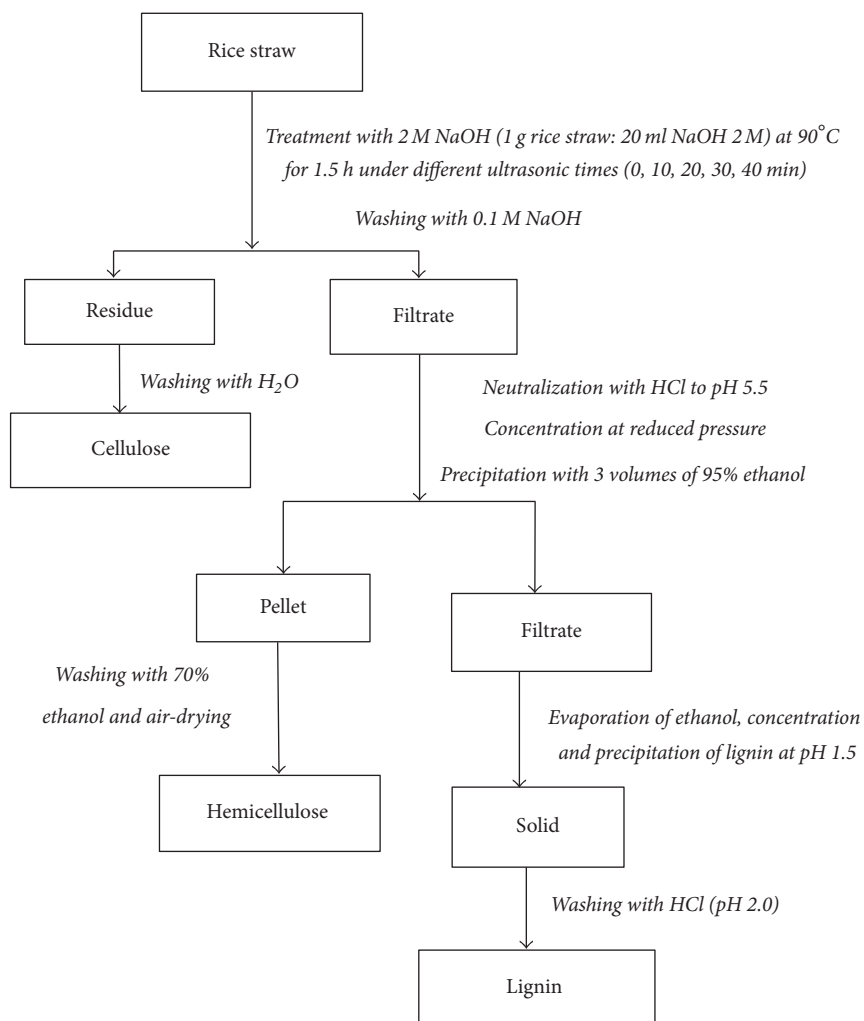 Rice straw
Treatment with 2 M NaOH (1 g rice straw: 20 ml NaOH 2 M) at 90°C
for 1.5 h under different ultrasonic times (0, 10, 20, 30, 40 min)
Washing with 0.1 M NaOH
Residue
Filtrate
Washing with H₂O
Cellulose
Neutralization with HCl to pH 5.5
Concentration at reduced pressure
Precipitation with 3 volumes of 95% ethanol
Pellet
Filtrate
Washing with 70%
ethanol and air-drying
Evaporation of ethanol, concentration
and precipitation of lignin at pH 1.5
Hemicellulose
Solid
Washing with HCl (pH 2.0)
Lignin